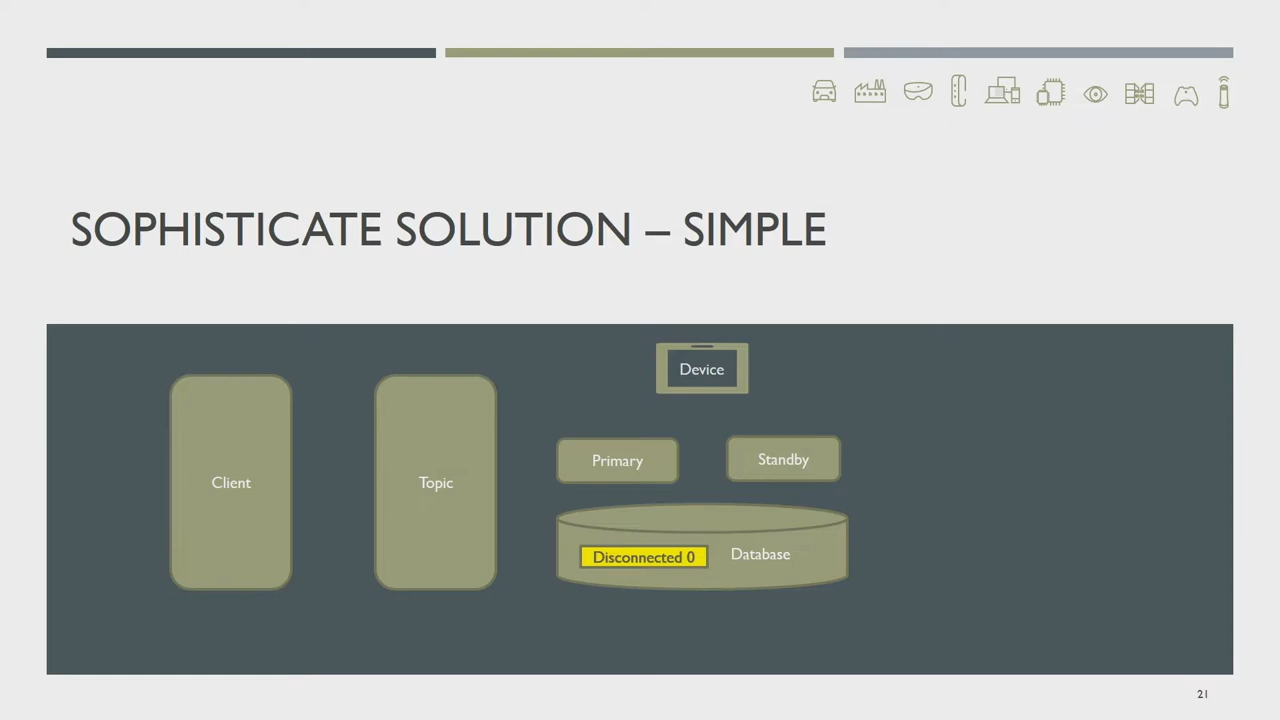 SOPHISTICATE SOLUTION – SIMPLE
Device
Client
Topic
Primary
Standby
Disconnected 0
Database
21